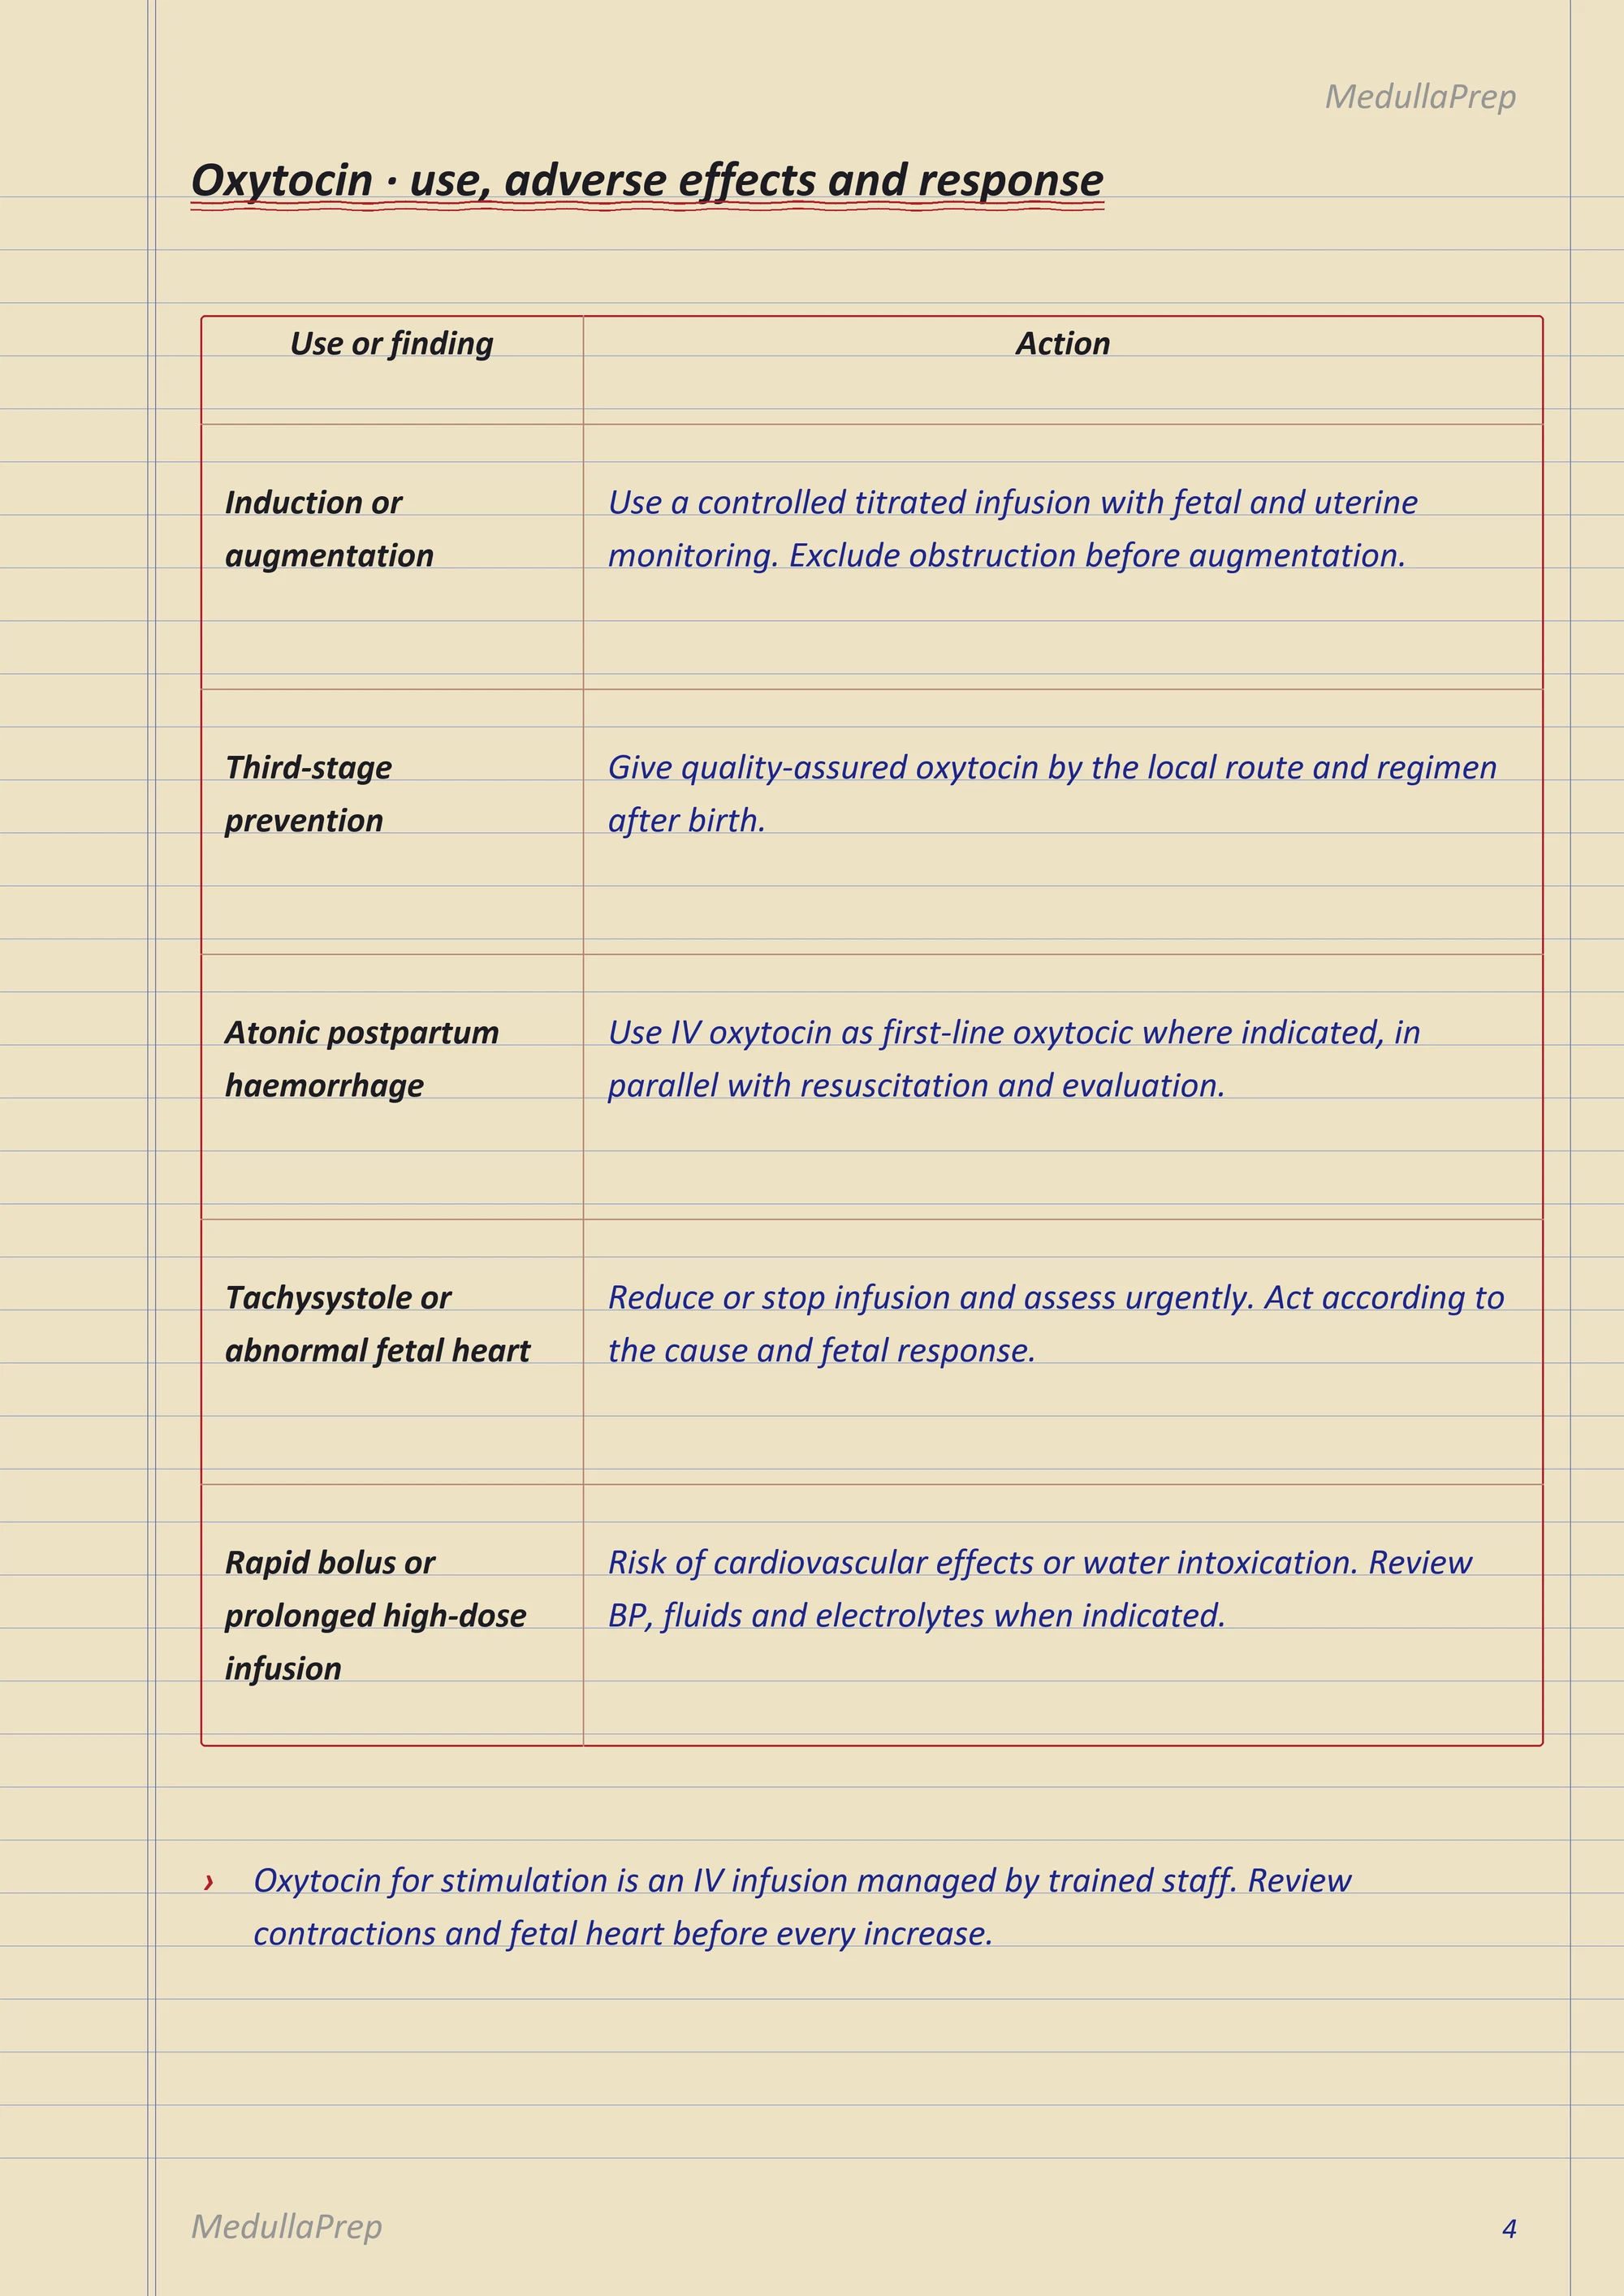 MedullaPrep
Oxytocin · use, adverse effects and response
Use or finding
Action
Induction or
augmentation
Use a controlled titrated infusion with fetal and uterine
monitoring. Exclude obstruction before augmentation.
Third-stage
prevention
Give quality-assured oxytocin by the local route and regimen
after birth.
Atonic postpartum
haemorrhage
Use IV oxytocin as first-line oxytocic where indicated, in
parallel with resuscitation and evaluation.
Tachysystole or
abnormal fetal heart
Reduce or stop infusion and assess urgently. Act according to
the cause and fetal response.
Rapid bolus or
prolonged high-dose
infusion
Risk of cardiovascular effects or water intoxication. Review
BP, fluids and electrolytes when indicated.
› Oxytocin for stimulation is an IV infusion managed by trained staff. Review
contractions and fetal heart before every increase.
MedullaPrep
4